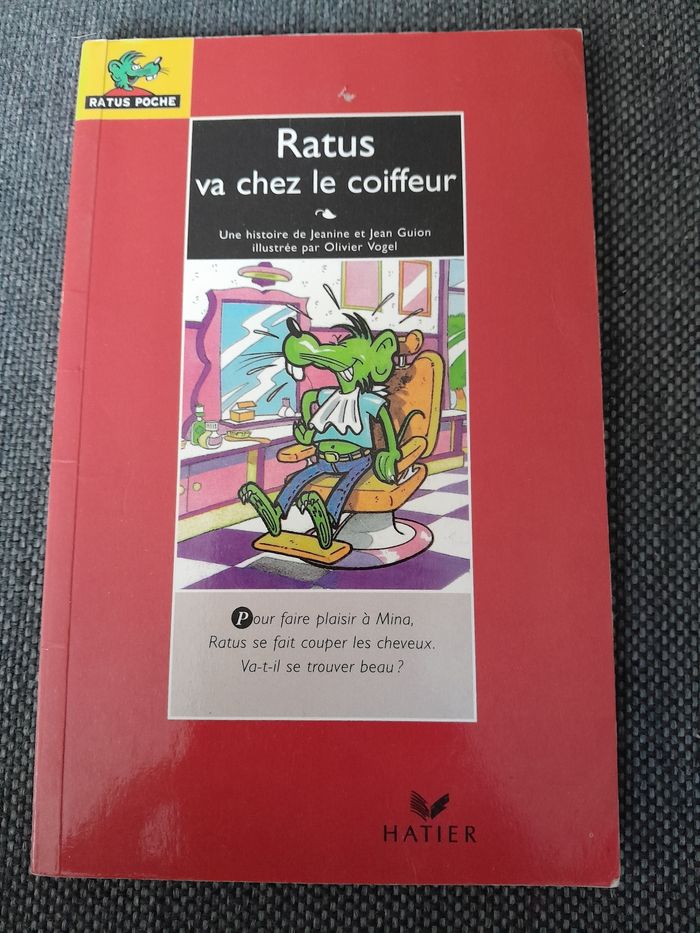 RATUS POCHE
Ratus
va chez le coiffeur
Une histoire de Jeanine et Jean Guion
illustrée par Olivier Vogel
Pour faire plaisir à Mina,
Ratus se fait couper les cheveux.
Va-t-il se trouver beau ?
HATIER